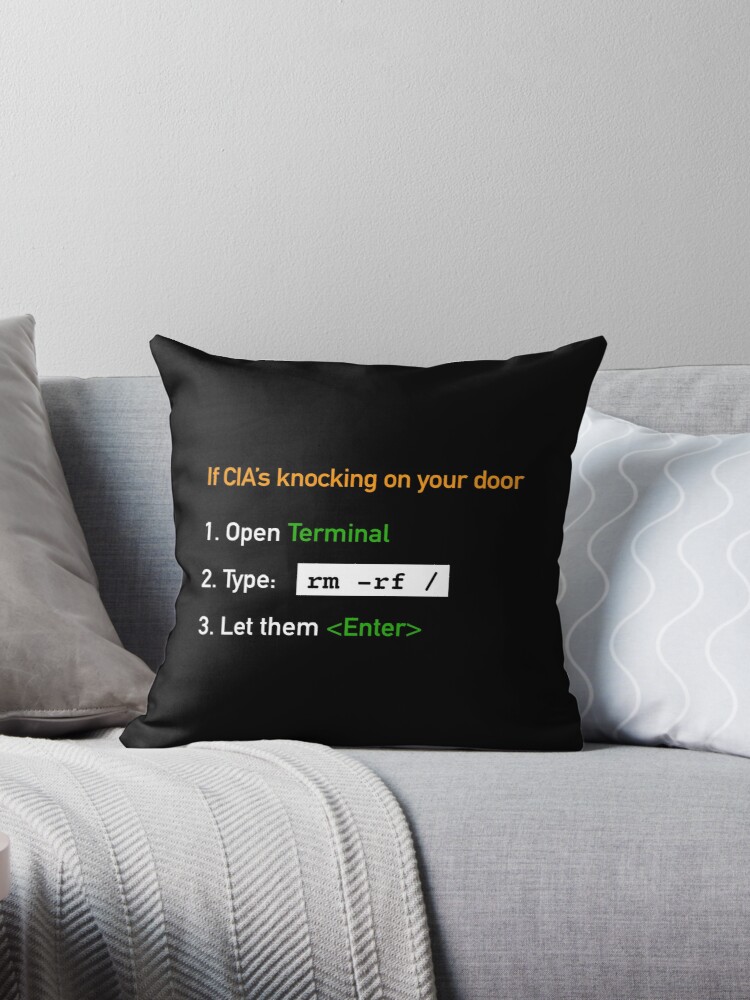 If CIA's knocking on your door
1. Open Terminal
2. Type: rm -rf /
3. Let them <Enter>